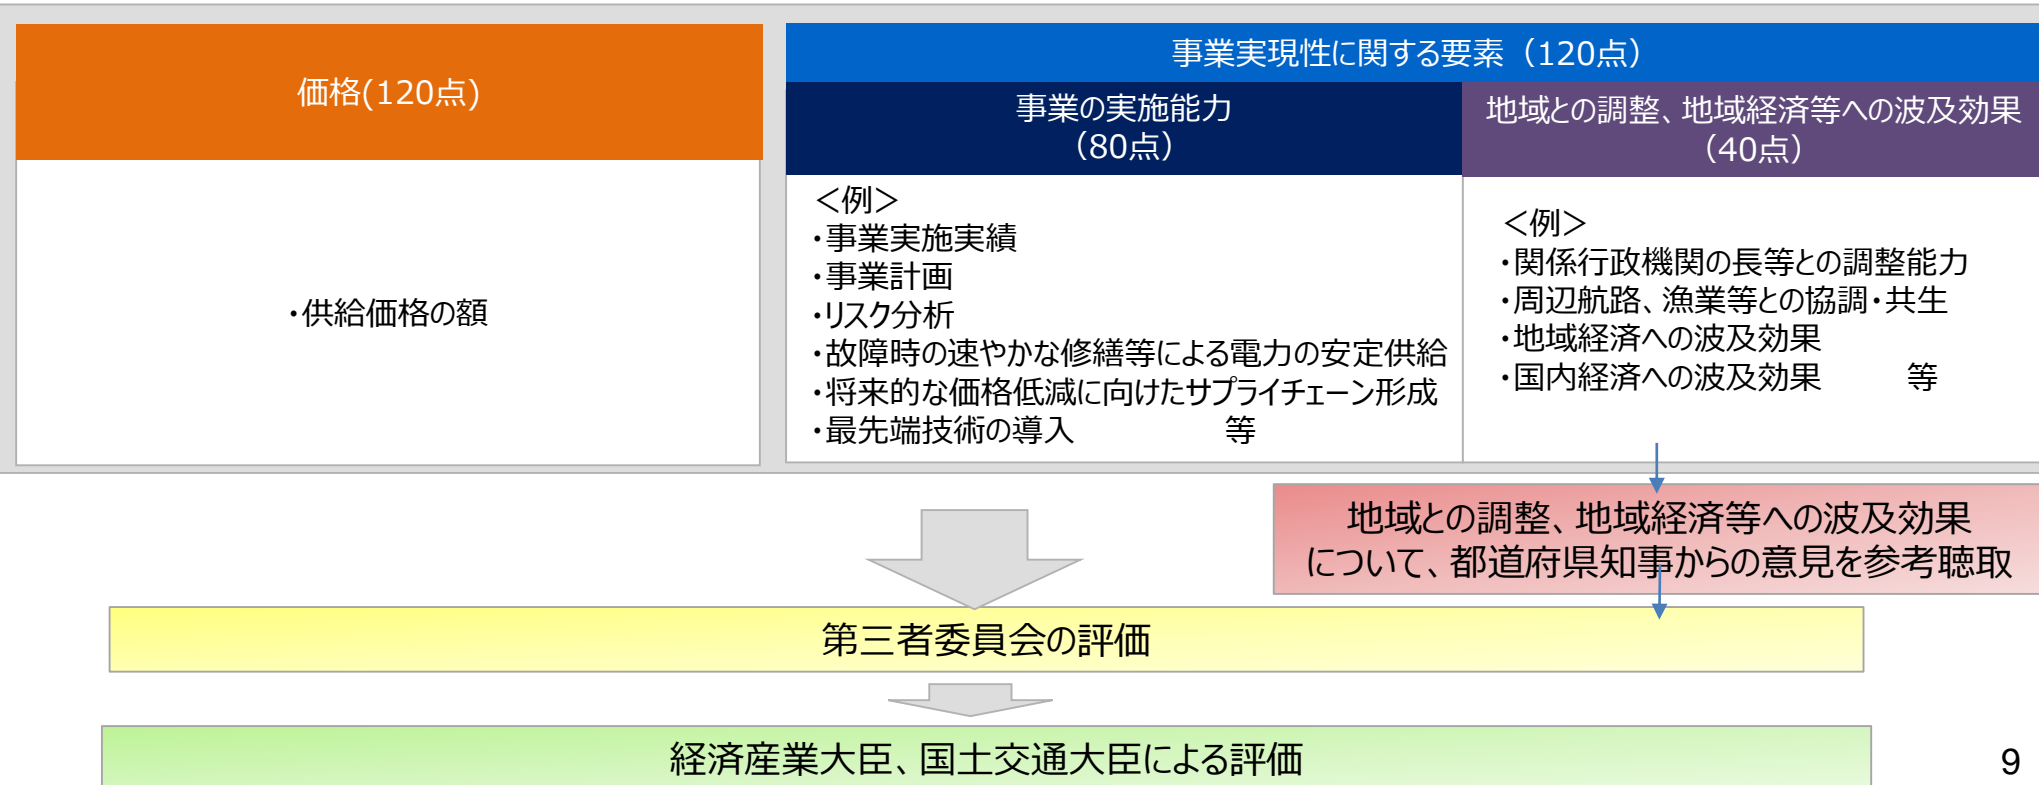 価格(120点)
・供給価格の額
事業実現性に関する要素（120点）
事業の実施能力
（80点）
＜例＞
・事業実施実績
・事業計画
・リスク分析
・故障時の速やかな修繕等による電力の安定供給
・将来的な価格低減に向けたサプライチェーン形成
・最先端技術の導入　　　　等
地域との調整、地域経済等への波及効果
（40点）
＜例＞
・関係行政機関の長等との調整能力
・周辺航路、漁業等との協調・共生
・地域経済への波及効果
・国内経済への波及効果　　　等
地域との調整、地域経済等への波及効果
について、都道府県知事からの意見を参考聴取
第三者委員会の評価
経済産業大臣、国土交通大臣による評価
9